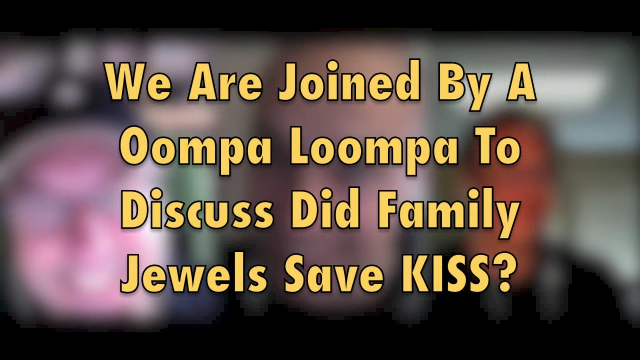 We Are Joined By A
Oompa Loompa To
Discuss Did Family
Jewels Save KISS?